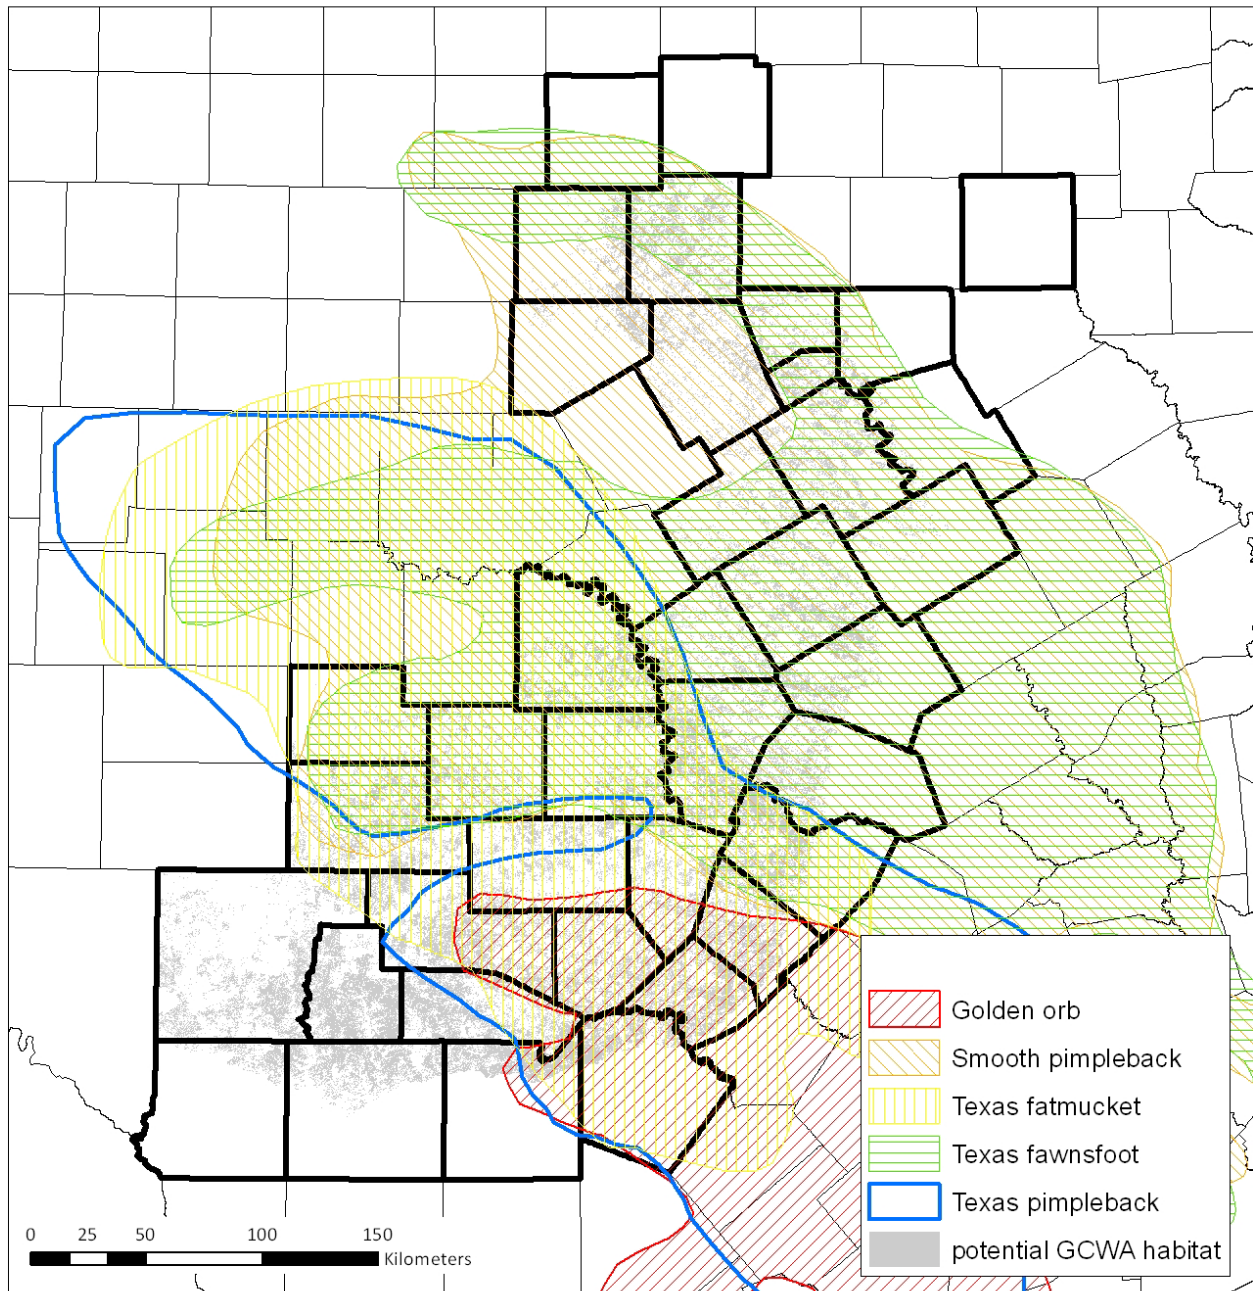 Golden orb
Smooth pimpleback
Texas fatmucket
Texas fawnsfoot
Texas pimpleback
potential GCWA habitat
0 25 50 100 150
Kilometers